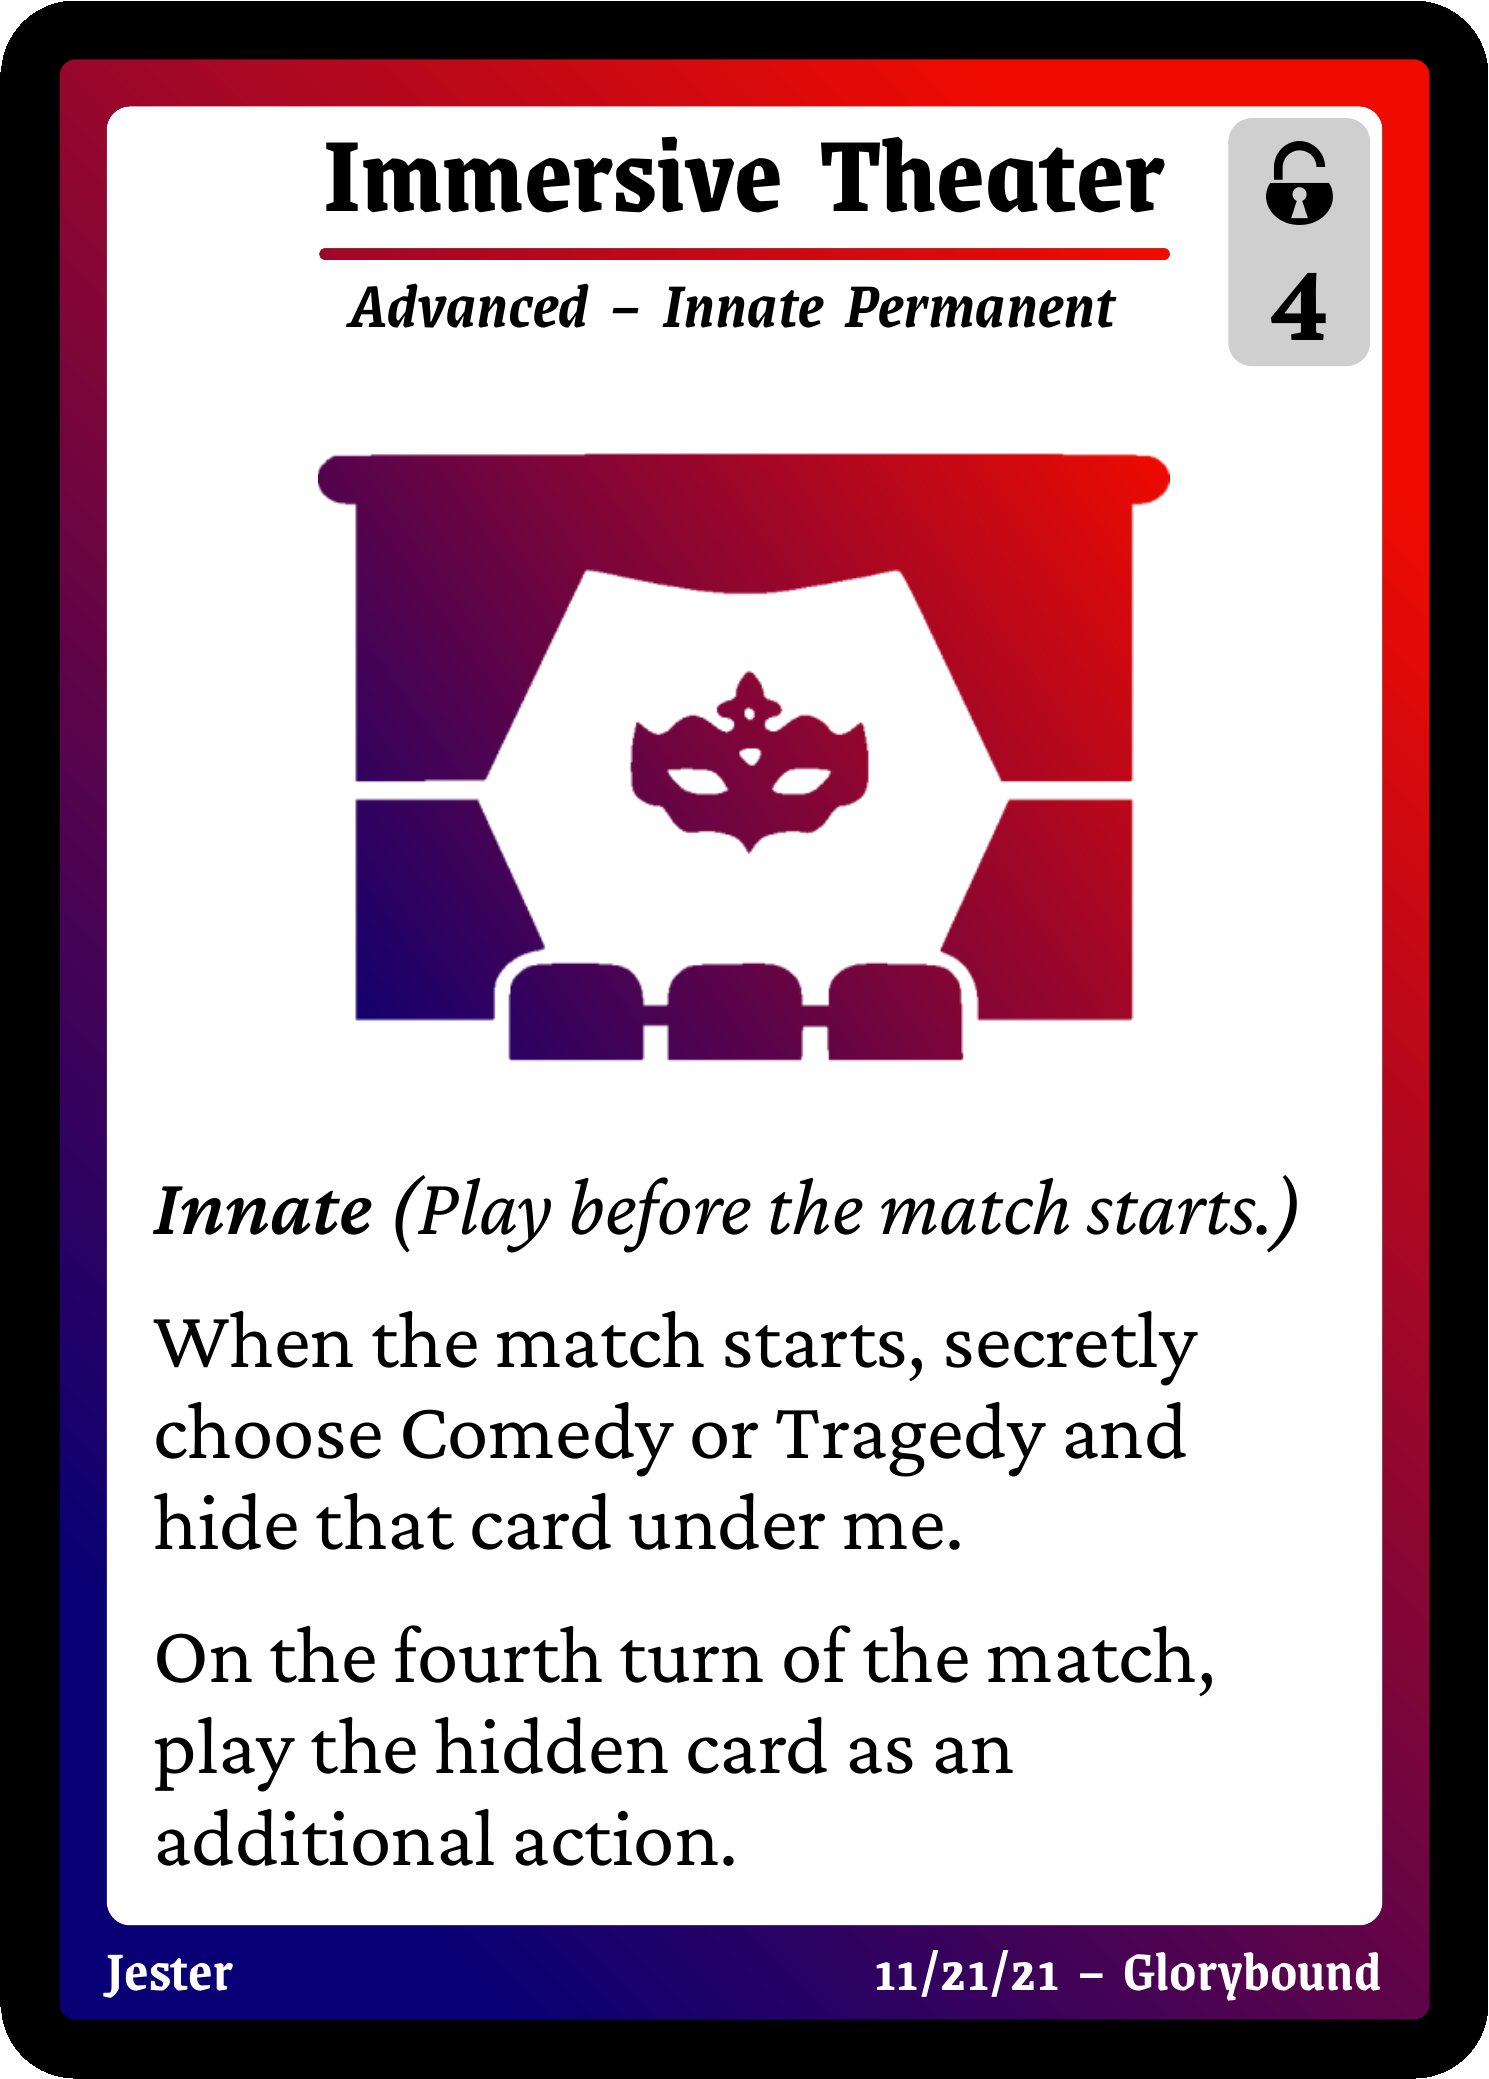 Immersive Theater
4
Advanced – Innate Permanent
Innate (Play before the match starts.)
When the match starts, secretly
choose Comedy or Tragedy and
hide that card under me.
On the fourth turn of the match,
play the hidden card as an
additional action.
Jester
11/21/21 – Glorybound